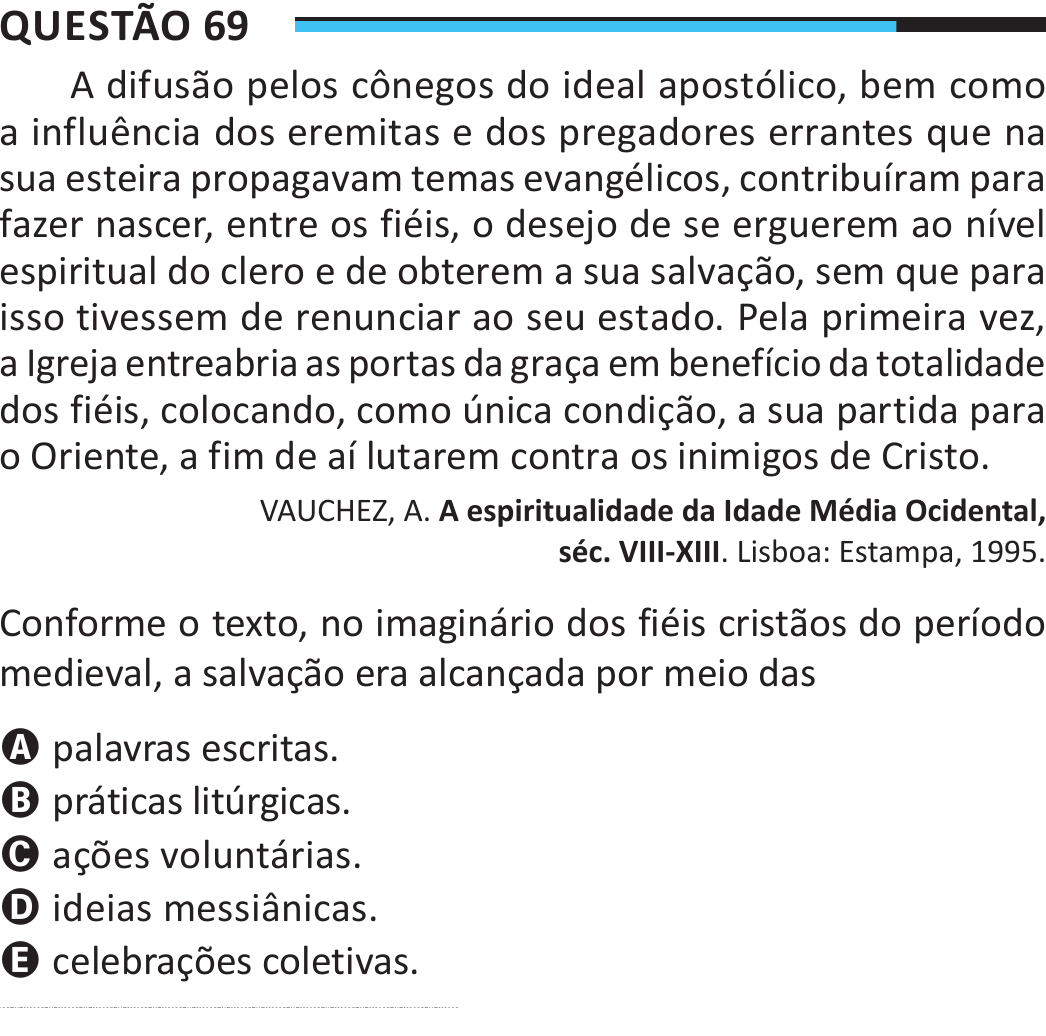 QUESTÃO 69
A difusão pelos cônegos do ideal apostólico, bem como
a influência dos eremitas e dos pregadores errantes que na
sua esteira propagavam temas evangélicos, contribuíram para
fazer nascer, entre os fiéis, o desejo de se erguerem ao nível
espiritual do clero e de obterem a sua salvação, sem que para
isso tivessem de renunciar ao seu estado. Pela primeira vez,
a Igreja entreabria as portas da graça em benefício da totalidade
dos fiéis, colocando, como única condição, a sua partida para
o Oriente, a fim de aí lutarem contra os inimigos de Cristo.
VAUCHEZ, A. A espiritualidade da Idade Média Ocidental,
séc. VIII-XIII. Lisboa: Estampa, 1995.
Conforme o texto, no imaginário dos fiéis cristãos do período
medieval, a salvação era alcançada por meio das
A palavras escritas.
B práticas litúrgicas.
C ações voluntárias.
D ideias messiânicas.
E celebrações coletivas.